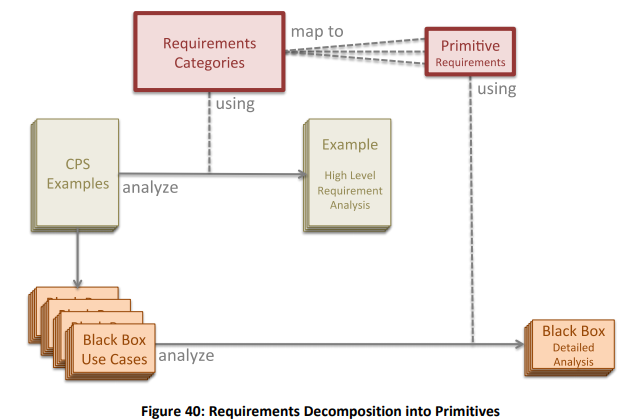 Requirements
Categories
map to
Primitive
Requirements
using
using
CPS
Examples
analyze
Example
High Level
Requirement
Analysis
Black Box
Use Cases
analyze
Black Box
Detailed
Analysis
Figure 40: Requirements Decomposition into Primitives